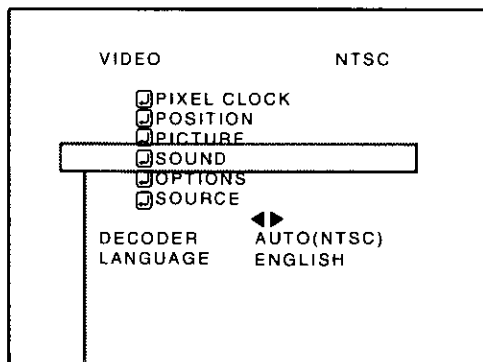 VIDEO NTSC
PIXEL CLOCK
POSITION
PICTURE
SOUND
OPTIONS
SOURCE
DECODER AUTO(NTSC)
LANGUAGE ENGLISH